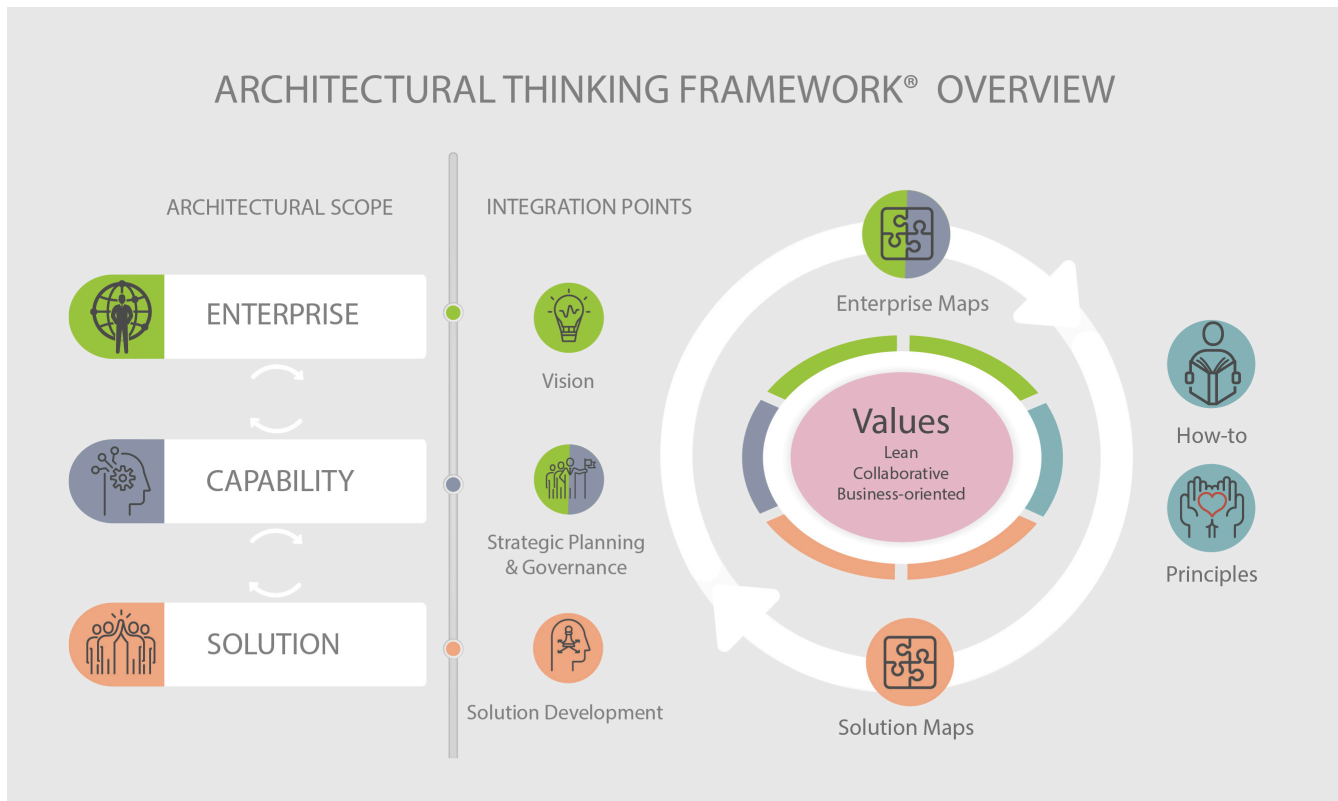 ARCHITECTURAL THINKING FRAMEWORK® OVERVIEW
ARCHITECTURAL SCOPE
ENTERPRISE
CAPABILITY
SOLUTION
INTEGRATION POINTS
Vision
Strategic Planning
& Governance
Solution Development
Enterprise Maps
Values
Lean
Collaborative
Business-oriented
Solution Maps
How-to
Principles